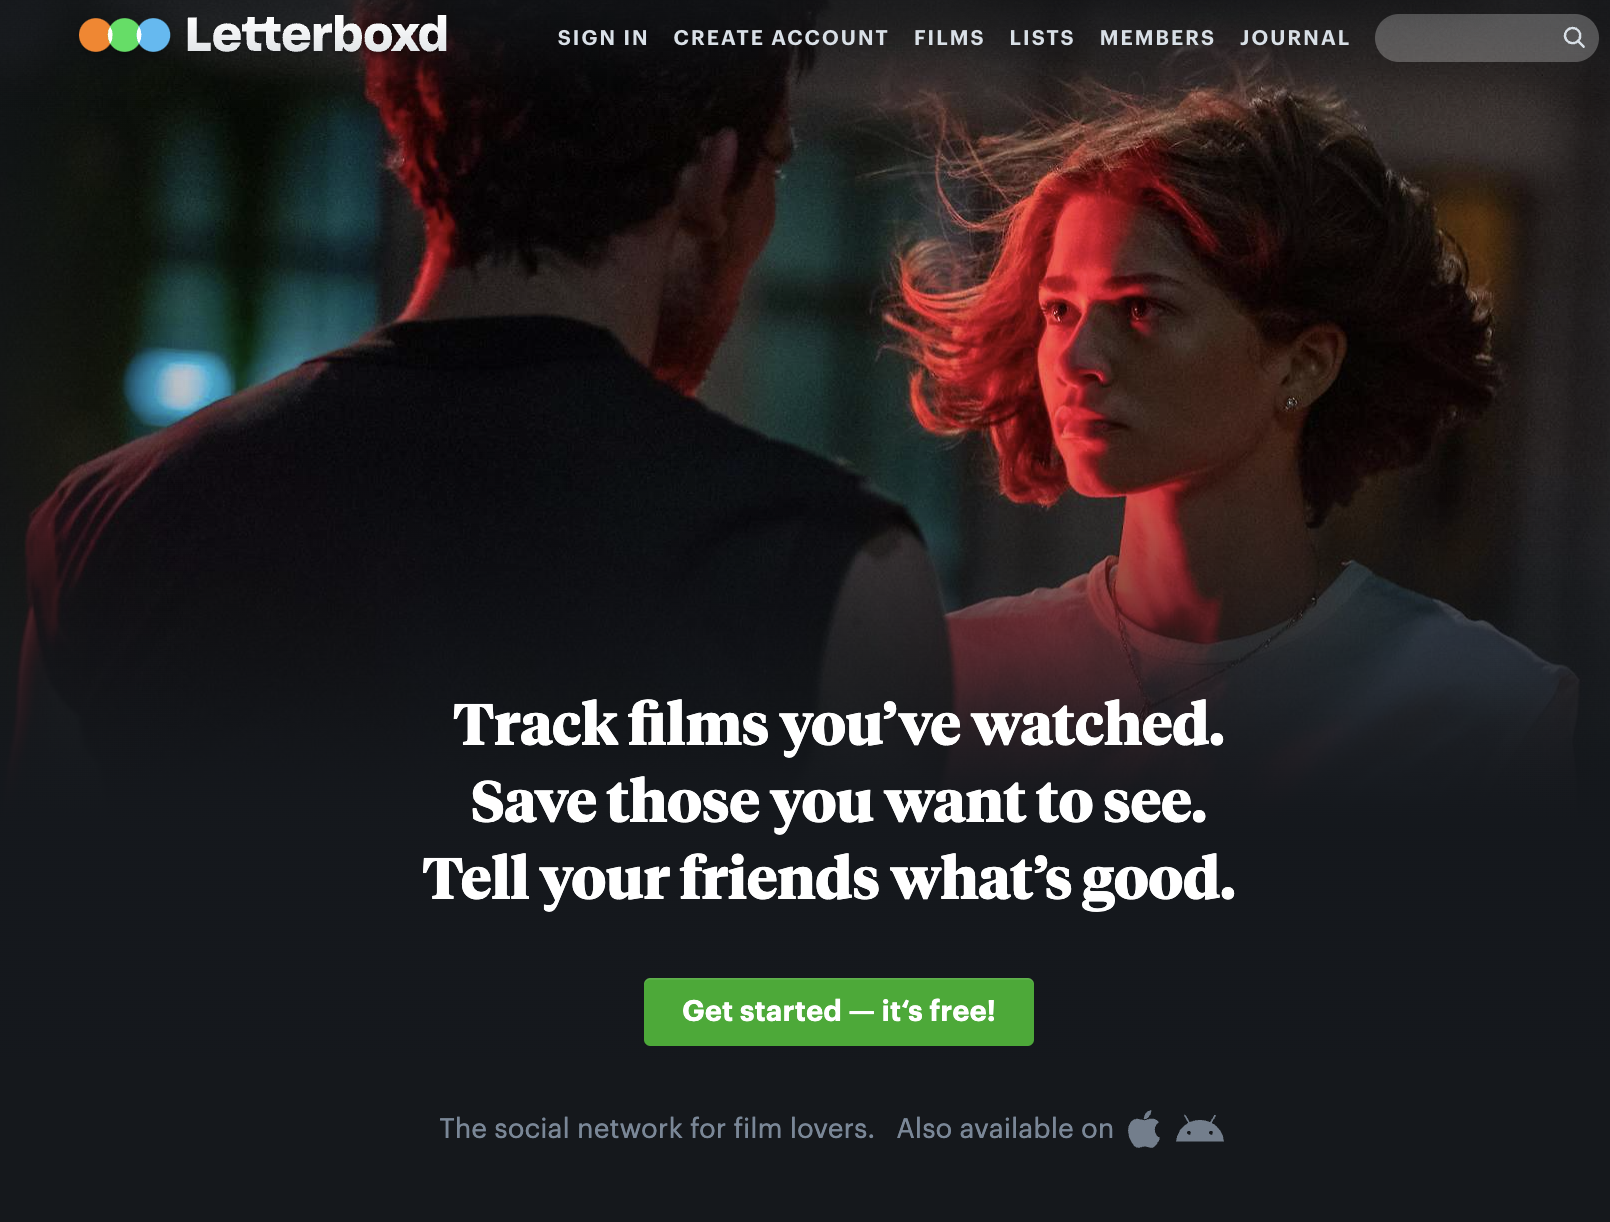 Letterboxd
SIGN IN CREATE ACCOUNT FILMS LISTS MEMBERS JOURNAL
Track films you’ve watched.
Save those you want to see.
Tell your friends what’s good.
Get started — it‘s free!
The social network for film lovers. Also available on